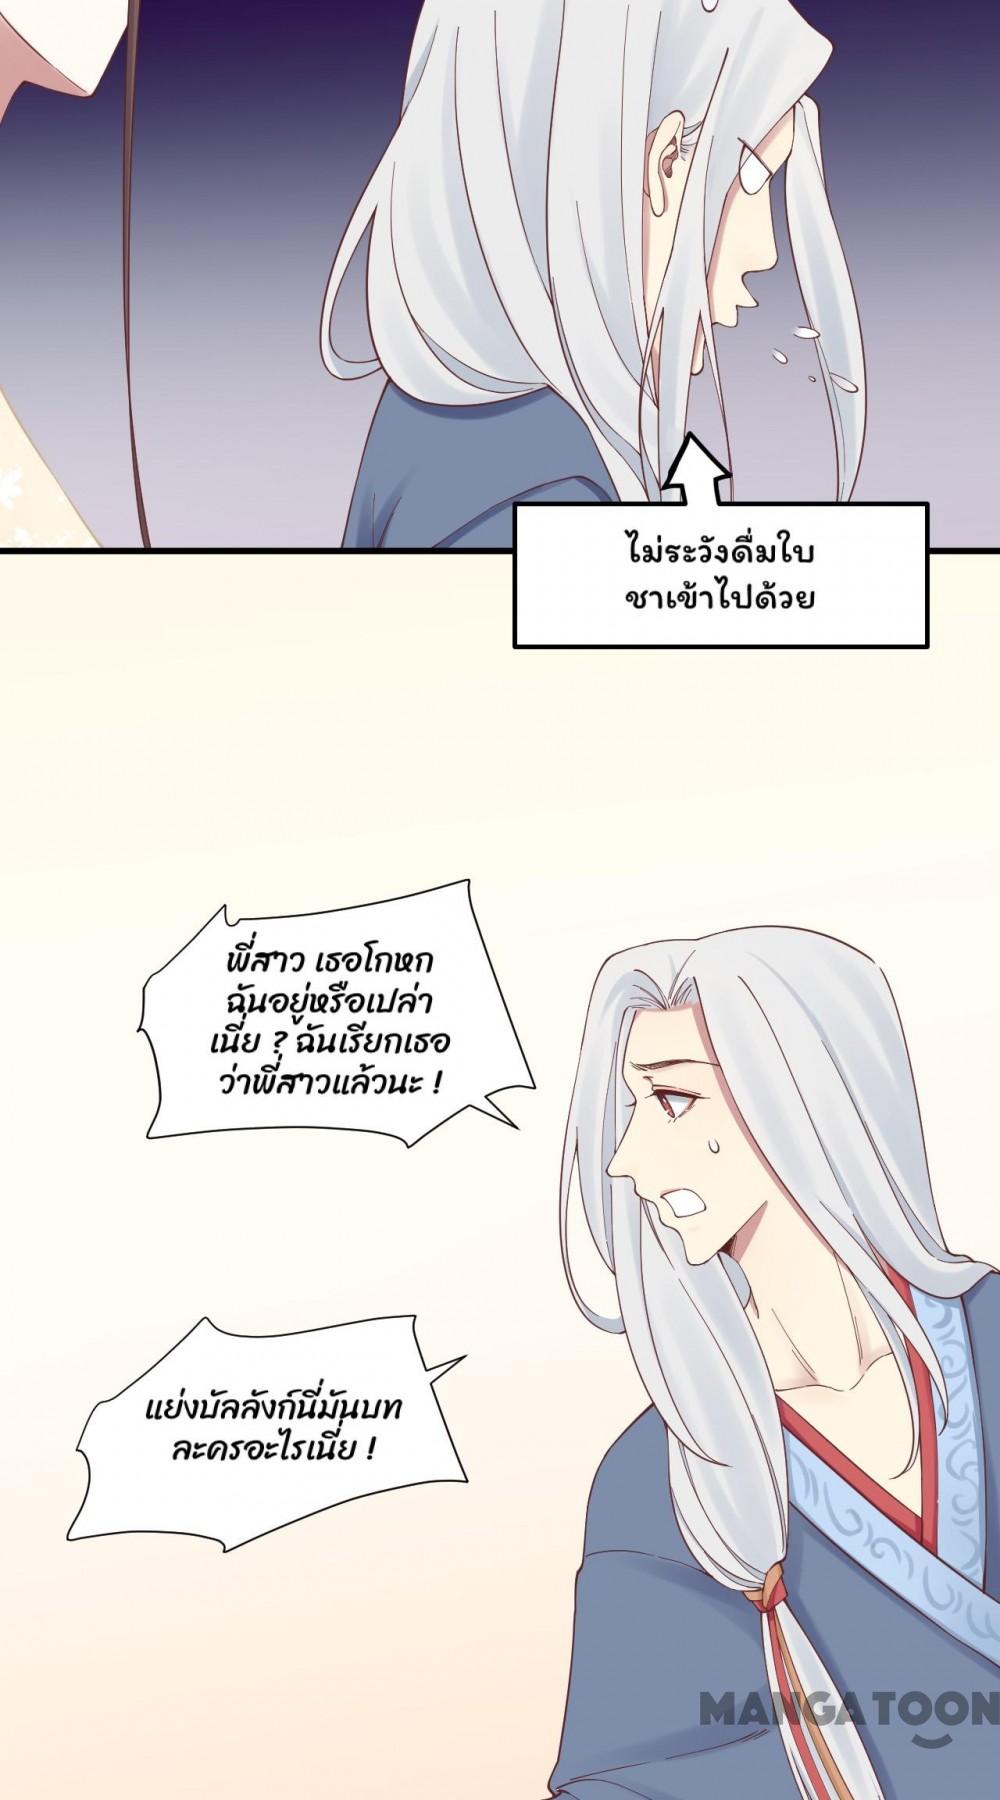 ไม่ระวังดื่มใบ
ชาเข้าไปด้วย
พี่สาว เธอโกหก
ฉันอยู่หรือเปล่า
เนี่ย ? ฉันเรียกเธอ
ว่าพี่สาวแล้วนะ !
แย่งบัลลังก์นี่มันบท
ละครอะไรเนี่ย !
MANGATOON